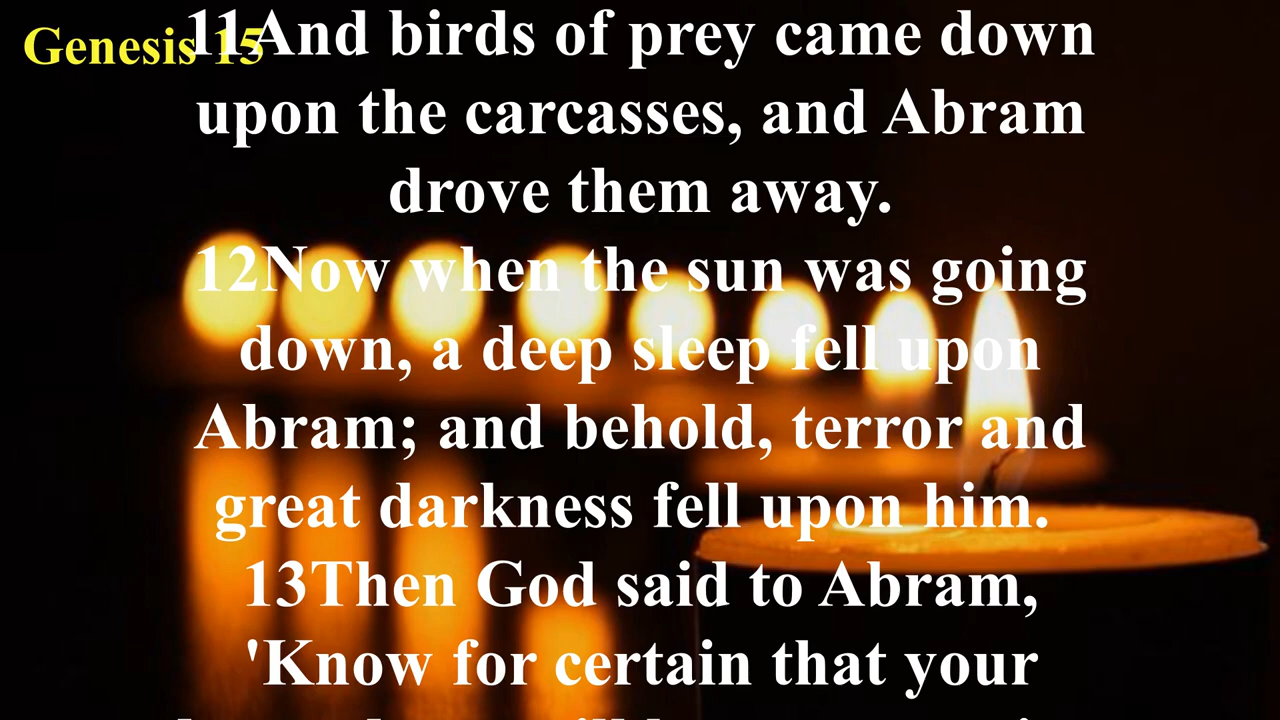 Genesis 15
11And birds of prey came down
upon the carcasses, and Abram
drove them away.
12Now when the sun was going
down, a deep sleep fell upon
Abram; and behold, terror and
great darkness fell upon him.
13Then God said to Abram,
'Know for certain that your